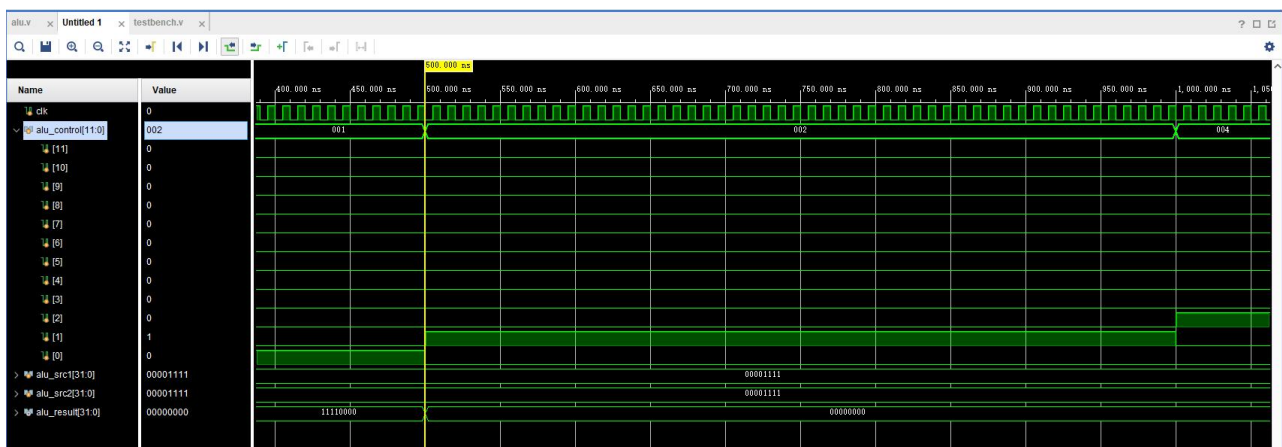 alu.v × Untitled 1 × testbench.v ×
500.000 ns
Name Value
400.000 ns 450.000 ns 500.000 ns 550.000 ns 600.000 ns 650.000 ns 700.000 ns 750.000 ns 800.000 ns 850.000 ns 900.000 ns 950.000 ns 1,000.000 ns
clk 0
alu_control[11:0] 002 001 002 004
[11] 0
[10] 0
[9] 0
[8] 0
[7] 0
[6] 0
[5] 0
[4] 0
[3] 0
[2] 0
[1] 1
[0] 0
alu_src1[31:0] 00001111 00001111
alu_src2[31:0] 00001111 00001111
alu_result[31:0] 00000000 11110000 00000000